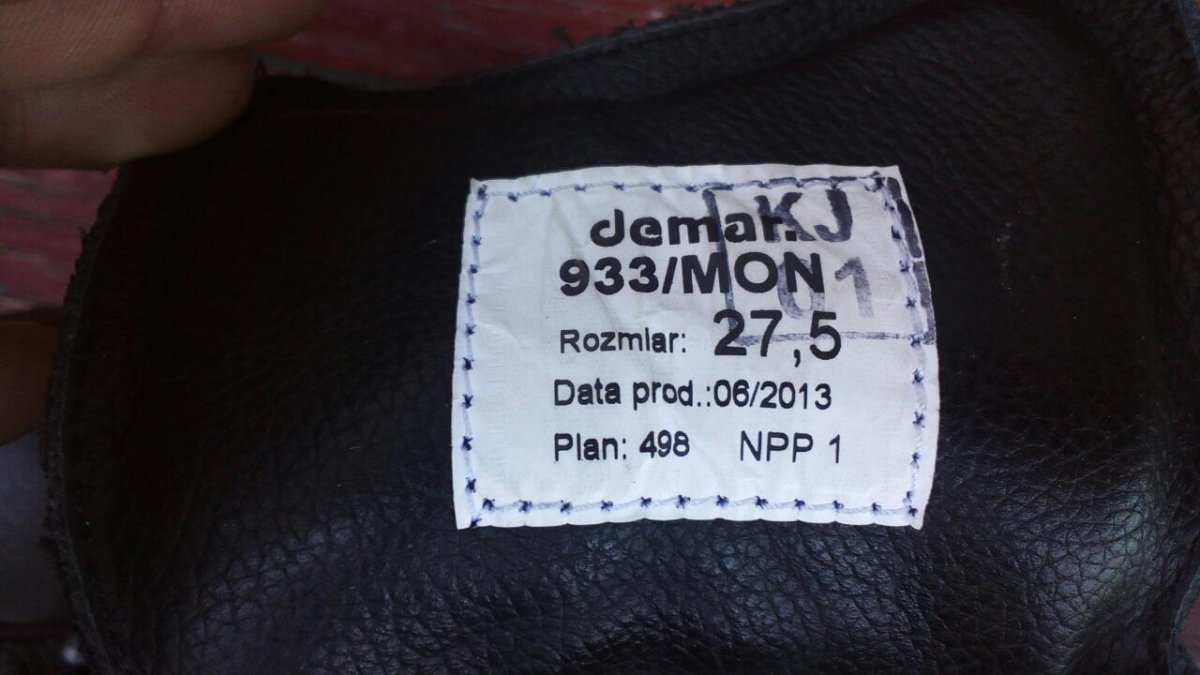 demar.
KJ
933/MON
01
Rozmiar: 27,5
Data prod.:06/2013
Plan: 498 NPP 1